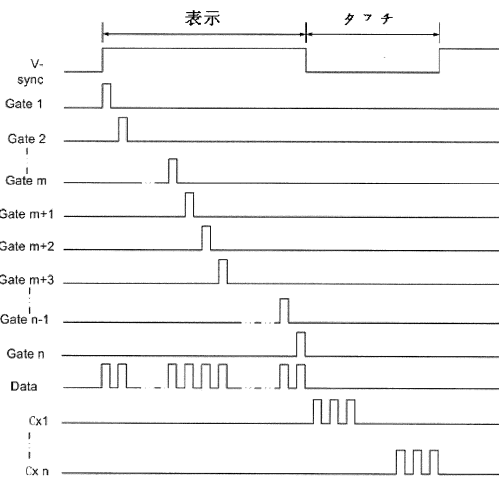 表示
タッチ
V-
sync
Gate 1
Gate 2
Gate m
Gate m+1
Gate m+2
Gate m+3
Gate n-1
Gate n
Data
Cx1
Cx n